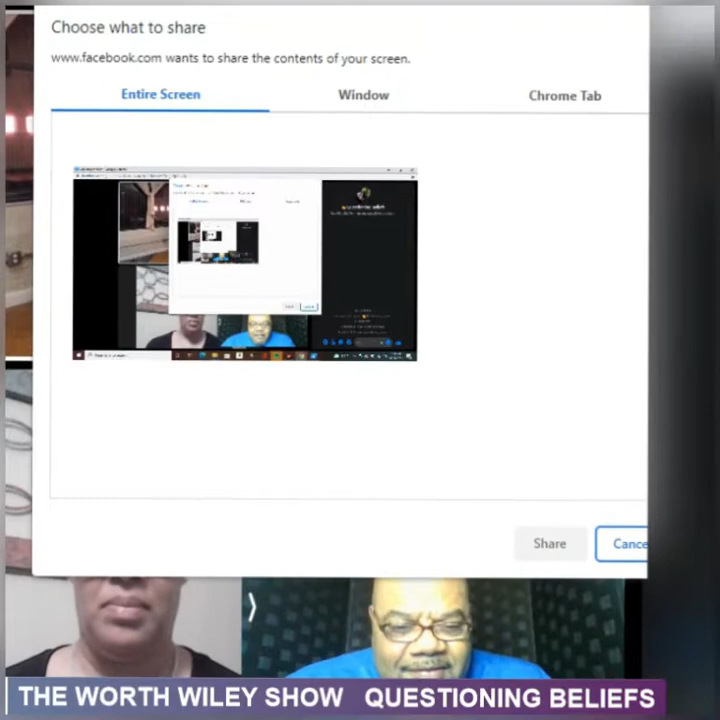 Choose what to share
www.facebook.com wants to share the contents of your screen.
Entire Screen Window Chrome Tab
Share Cance
THE WORTH WILEY SHOW QUESTIONING BELIEFS